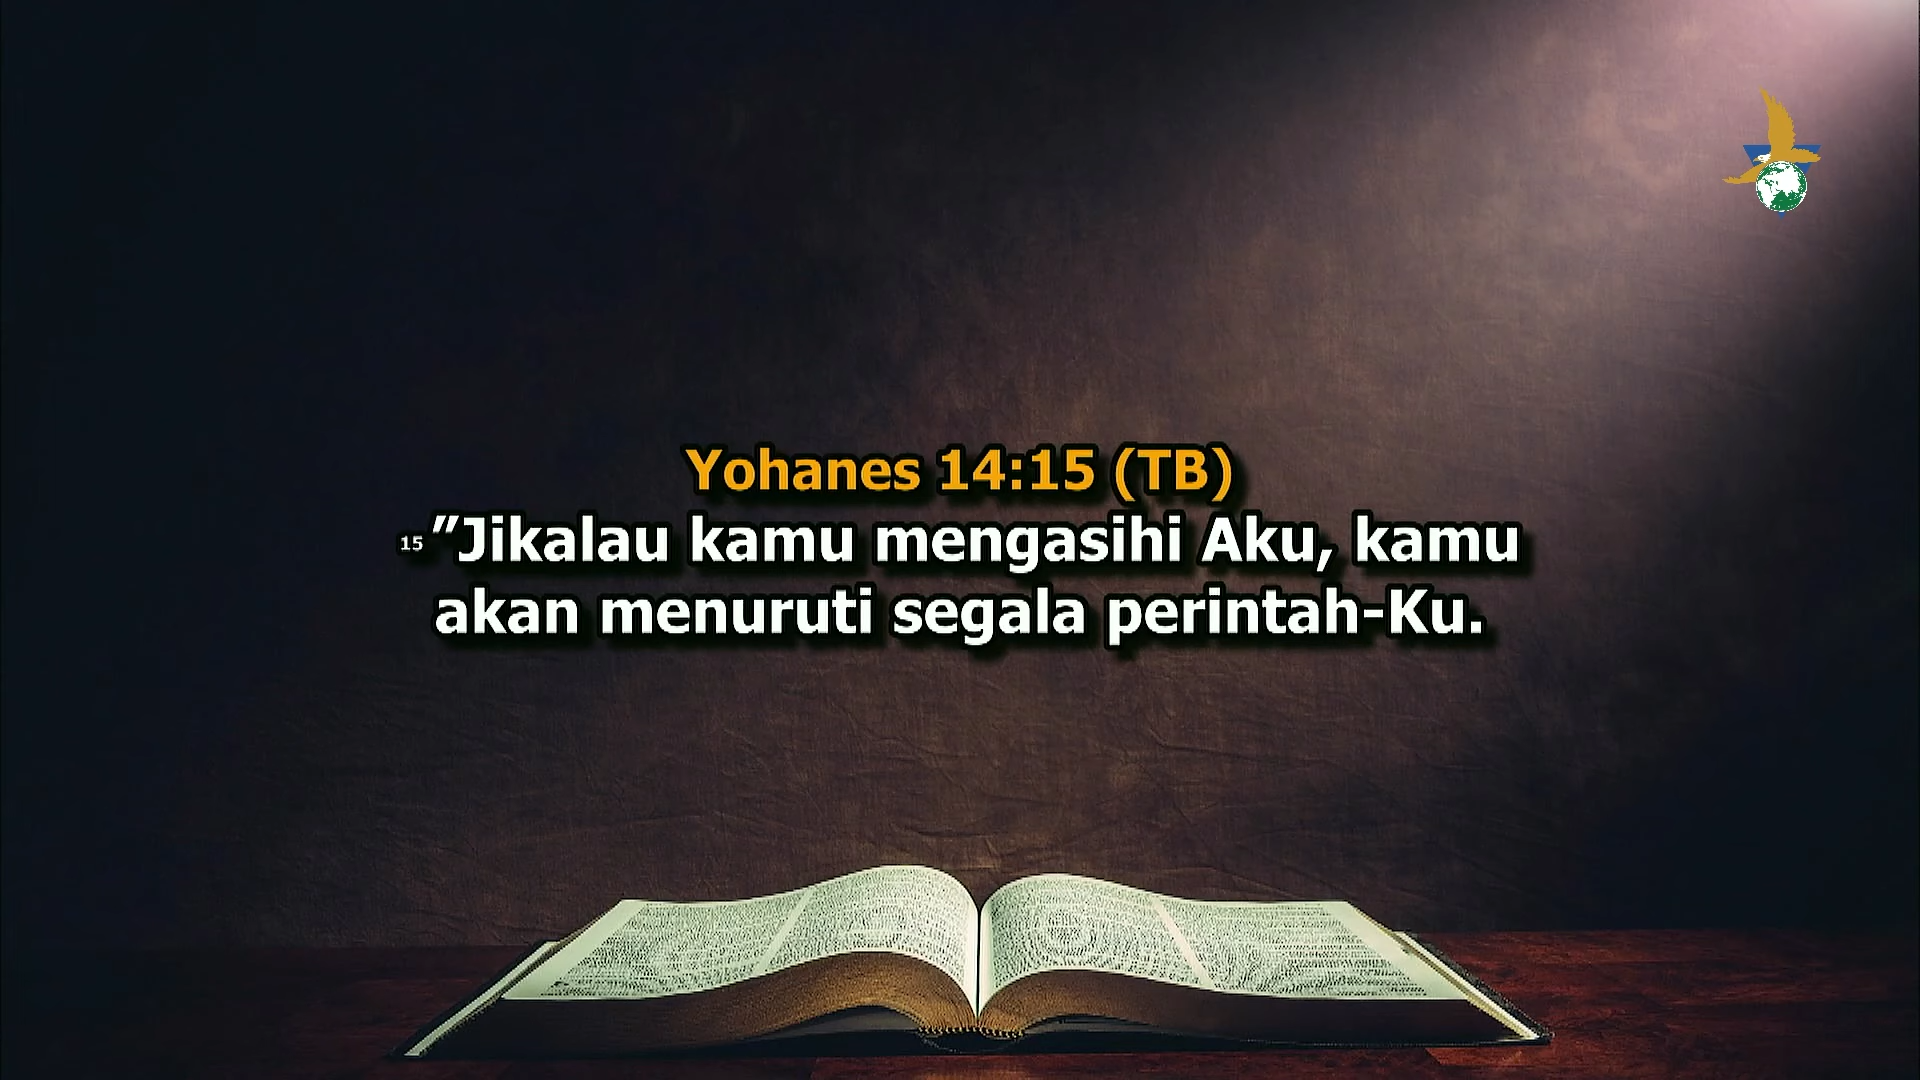 Yohanes 14:15 (TB)
15 "Jikalau kamu mengasihi Aku, kamu
akan menuruti segala perintah-Ku.